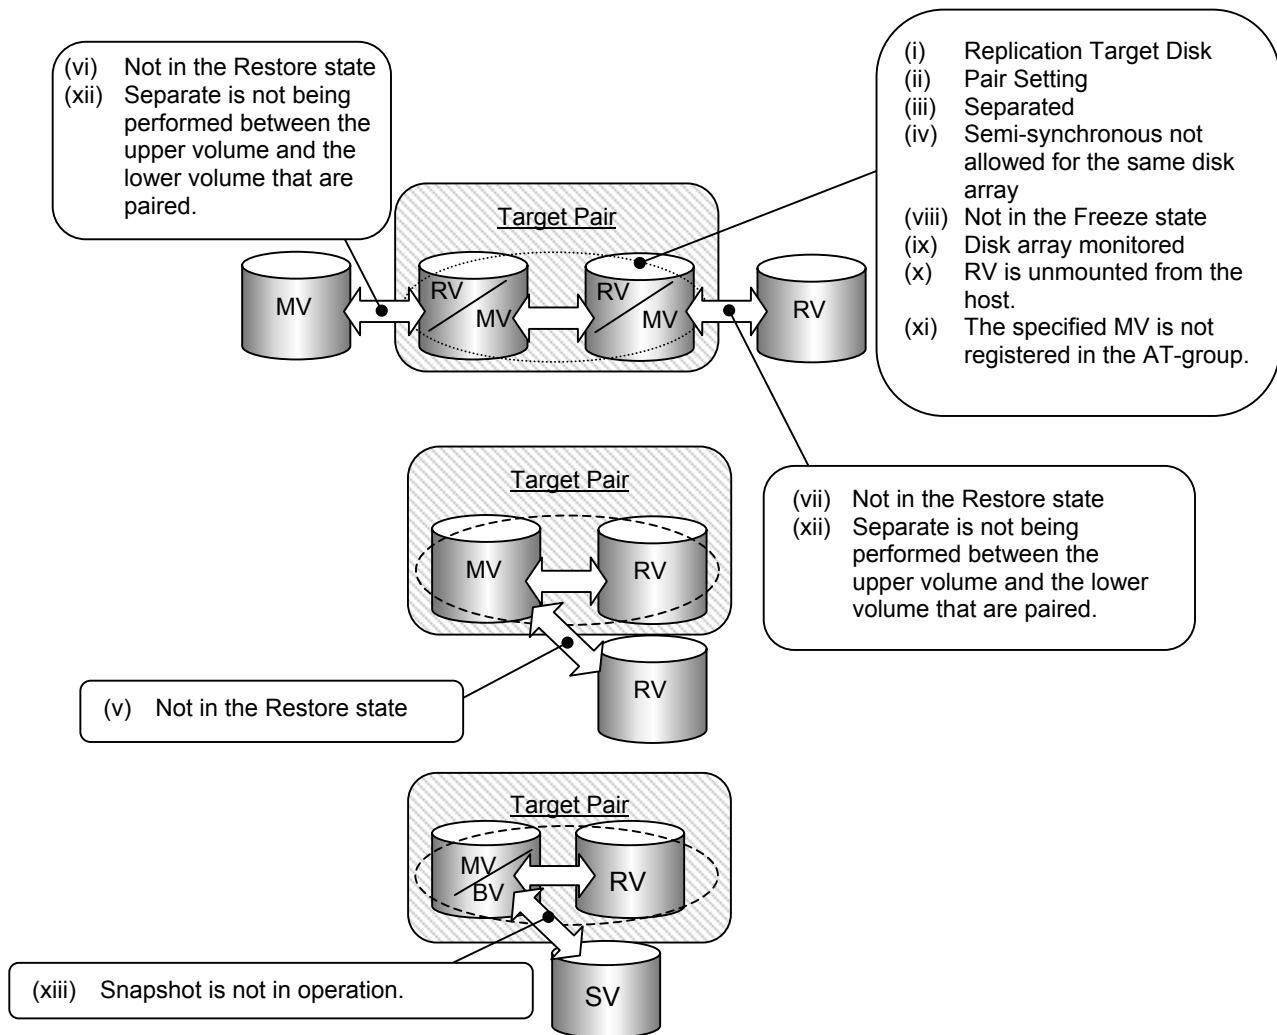 (vi) Not in the Restore state
(xii) Separate is not being
performed between the
upper volume and the
lower volume that are
paired.
(i) Replication Target Disk
(ii) Pair Setting
(iii) Separated
(iv) Semi-synchronous not
allowed for the same disk
array
(viii) Not in the Freeze state
(ix) Disk array monitored
(x) RV is unmounted from the
host.
(xi) The specified MV is not
registered in the AT-group.
Target Pair
MV
RV
MV
RV
MV
RV
Target Pair
MV
RV
RV
(vii) Not in the Restore state
(xii) Separate is not being
performed between the
upper volume and the lower
volume that are paired.
(v) Not in the Restore state
Target Pair
MV
BV
RV
SV
(xiii) Snapshot is not in operation.